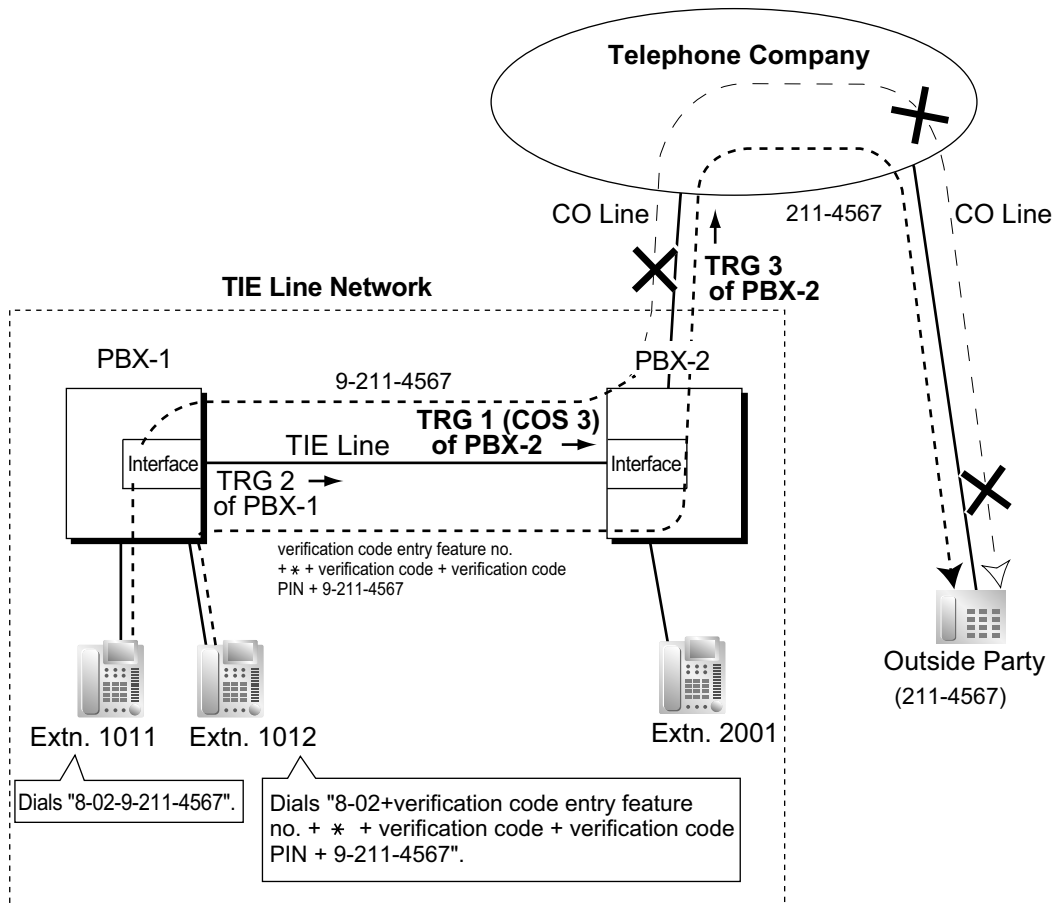 Telephone Company
CO Line
211-4567
CO Line
TRG 3
of PBX-2
TIE Line Network
PBX-1
PBX-2
9-211-4567
TRG 1 (COS 3)
of PBX-2
TIE Line
Interface
Interface
TRG 2
of PBX-1
verification code entry feature no.
+ * + verification code + verification code
PIN + 9-211-4567
Outside Party
(211-4567)
Extn. 1011
Extn. 1012
Extn. 2001
Dials "8-02-9-211-4567".
Dials "8-02+verification code entry feature
no. + * + verification code + verification code
PIN + 9-211-4567".